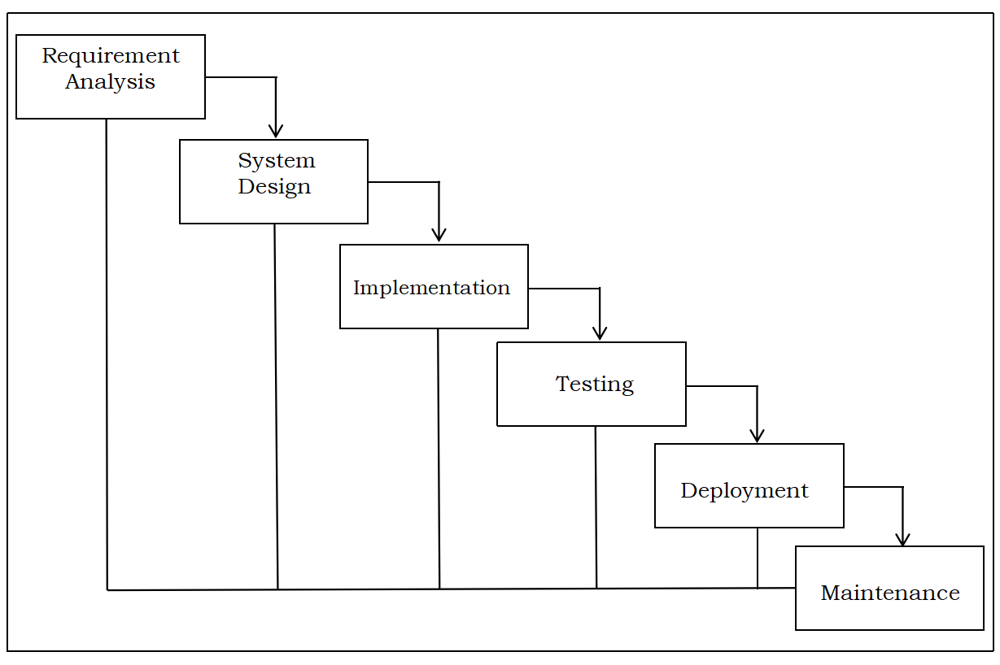 Requirement
Analysis
System
Design
Implementation
Testing
Deployment
Maintenance